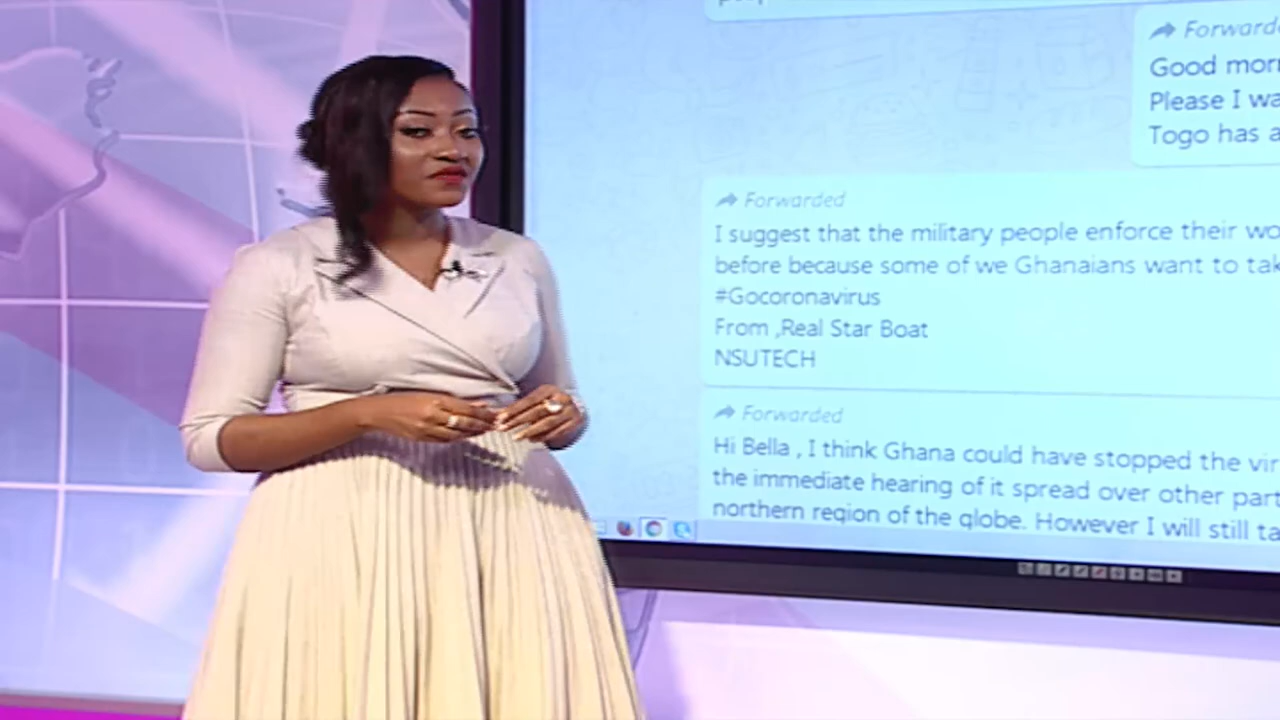 Forward
Good mor
Please I wa
Togo has a
Forwarded
I suggest that the military people enforce their wo
before because some of we Ghanaians want to tak
#Gocoronavirus
From ,Real Star Boat
NSUTECH
Forwarded
Hi Bella , I think Ghana could have stopped the vir
the immediate hearing of it spread over other part
northern region of the globe. However I will still ta